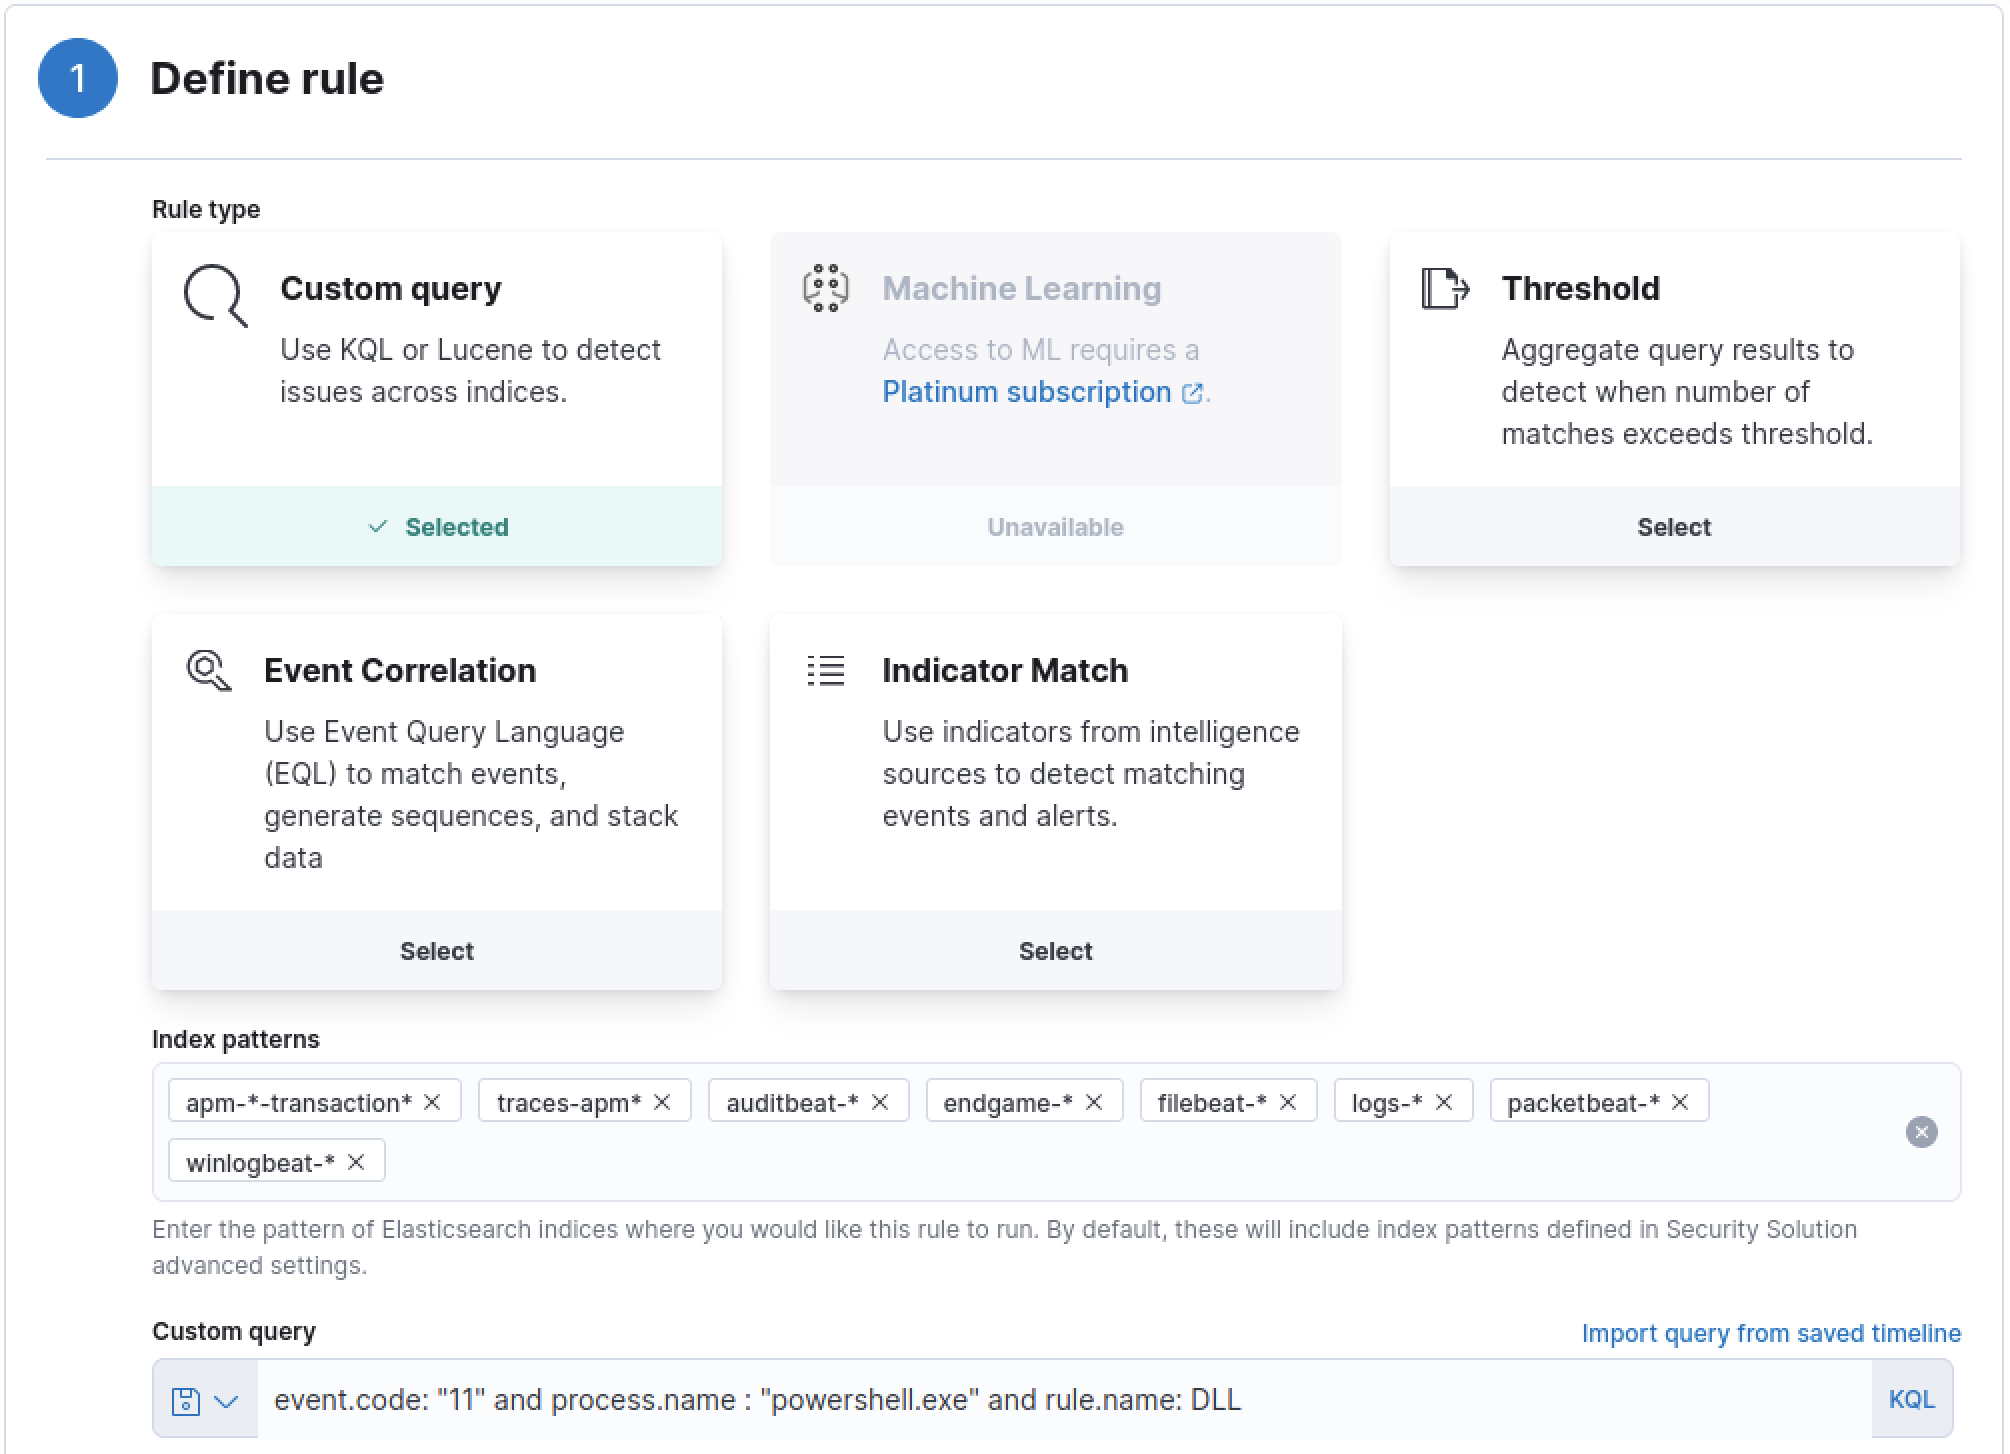 1
Define rule
Rule type
Custom query
Use KQL or Lucene to detect
issues across indices.
Selected
Machine Learning
Access to ML requires a
Platinum subscription.
Unavailable
Threshold
Aggregate query results to
detect when number of
matches exceeds threshold.
Select
Event Correlation
Use Event Query Language
(EQL) to match events,
generate sequences, and stack
data
Select
Indicator Match
Use indicators from intelligence
sources to detect matching
events and alerts.
Select
Index patterns
apm-*-transaction* traces-apm* auditbeat-* endgame-* filebeat-* logs-* packetbeat-*
winlogbeat-*
Enter the pattern of Elasticsearch indices where you would like this rule to run. By default, these will include index patterns defined in Security Solution
advanced settings.
Custom query Import query from saved timeline
event.code: "11" and process.name : "powershell.exe" and rule.name: DLL KQL